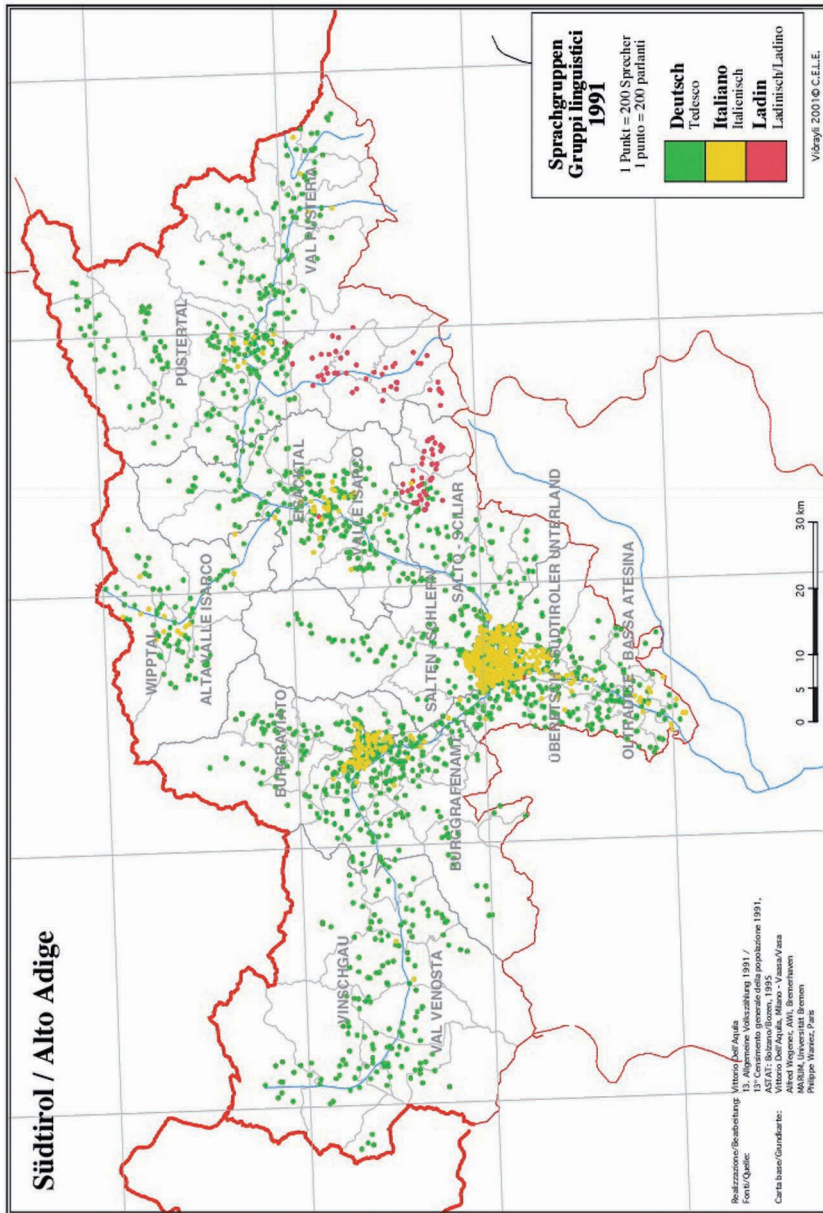 Südtirol / Alto Adige
Sprachgruppen
Gruppi linguistici
1991
1 Punkt = 200 Sprecher
1 punto = 200 parlanti
Deutsch
Tedesco
Italiano
Italienisch
Ladin
Ladinisch/Ladino
WIPPTAL
ALTA VALLE ISARCO
PUSTERTAL
VAL PUSTERIA
EISACKTAL
VALLE ISARCO
BURGRAVIATO
BURGGRAFENAMT
VINSCHGAU
VAL VENOSTA
SALTEN - SCHLERN
SALTO - SCILIAR
ÜBERETSCH - SÜDTIROLER UNTERLAND
OLTRADIGE - BASSA ATESINA
0 5 10 20 30 km
Realizzazione/Bearbeitung: Vittorio Dell'Aquila
Fonti/Quelle: 13. Allgemeine Volkszählung 1991 /
13° Censimento generale della popolazione 1991,
ASTAT: Bolzano/Bozen, 1995
Carta base/Grundkarte: Vittorio Dell'Aquila, Milano - Vaasa/Vasa
Alfred Wegener, AWI, Bremerhaven
MARUM, Universität Bremen
Philippe Waniez, Paris
Viörayli 2001© C.E.L.E.